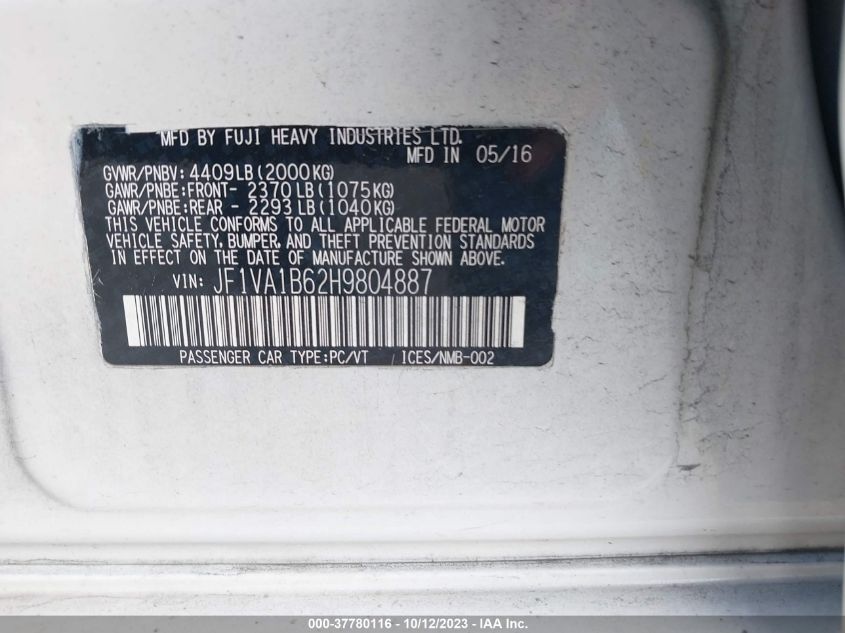 MFD BY FUJI HEAVY INDUSTRIES LTD.
MFD IN 05/16
GVWR/PNBV: 4409LB(2000KG)
GAWR/PNBE:FRONT- 2370LB(1075KG)
GAWR/PNBE:REAR - 2293LB(1040KG)
THIS VEHICLE CONFORMS TO ALL APPLICABLE FEDERAL MOTOR
VEHICLE SAFETY, BUMPER, AND THEFT PREVENTION STANDARDS
IN EFFECT ON THE DATE OF MANUFACTURE SHOWN ABOVE.
VIN: JF1VA1B62H9804887
PASSENGER CAR TYPE:PC/VT ICES/NMB-002
000-37780116 - 10/12/2023 - IAA Inc.